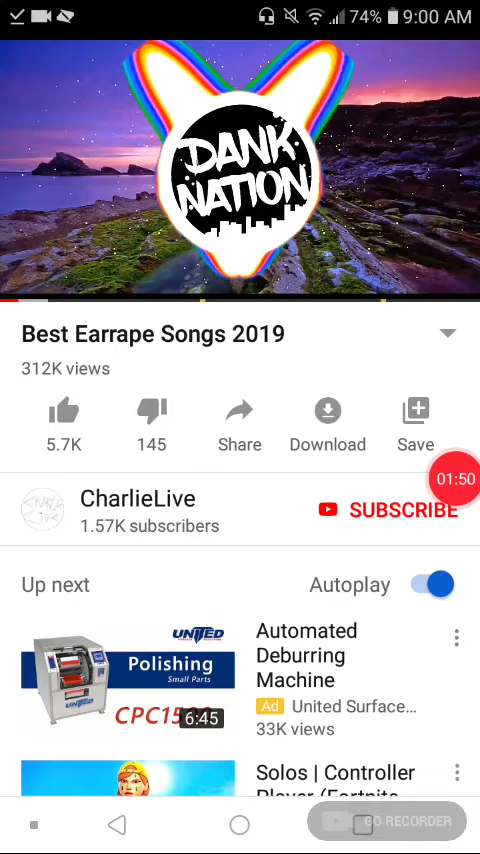 74% 9:00 AM
DANK
NATION
Best Earrape Songs 2019
312K views
5.7K 145 Share Download Save
01:50
CharlieLive
SUBSCRIBE
1.57K subscribers
Up next Autoplay
UNITED
Polishing
Small Parts
6:45
Automated
Deburring
Machine
Ad United Surface...
33K views
Solos | Controller
Player (Fortnite
GO RECORDER